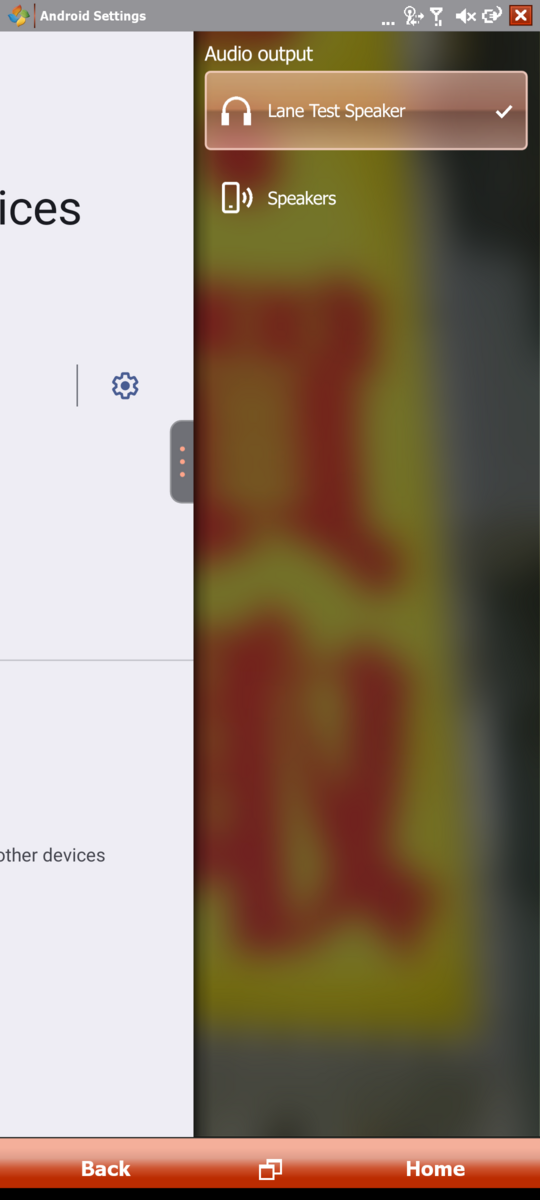 Android Settings
Audio output
Lane Test Speaker
Speakers
ices
other devices
Back
Home